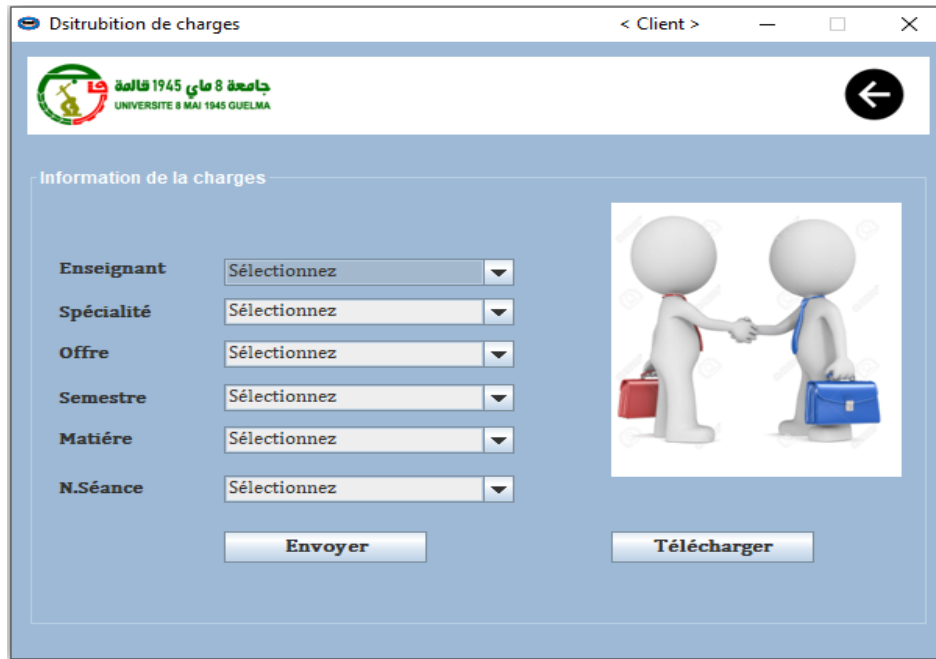 Dsitrubition de charges < Client >
جامعة 8 ماي 1945 قالمة
UNIVERSITE 8 MAI 1945 GUELMA
Information de la charges
Enseignant Sélectionnez
Spécialité Sélectionnez
Offre Sélectionnez
Semestre Sélectionnez
Matiére Sélectionnez
N.Séance Sélectionnez
Envoyer Télécharger